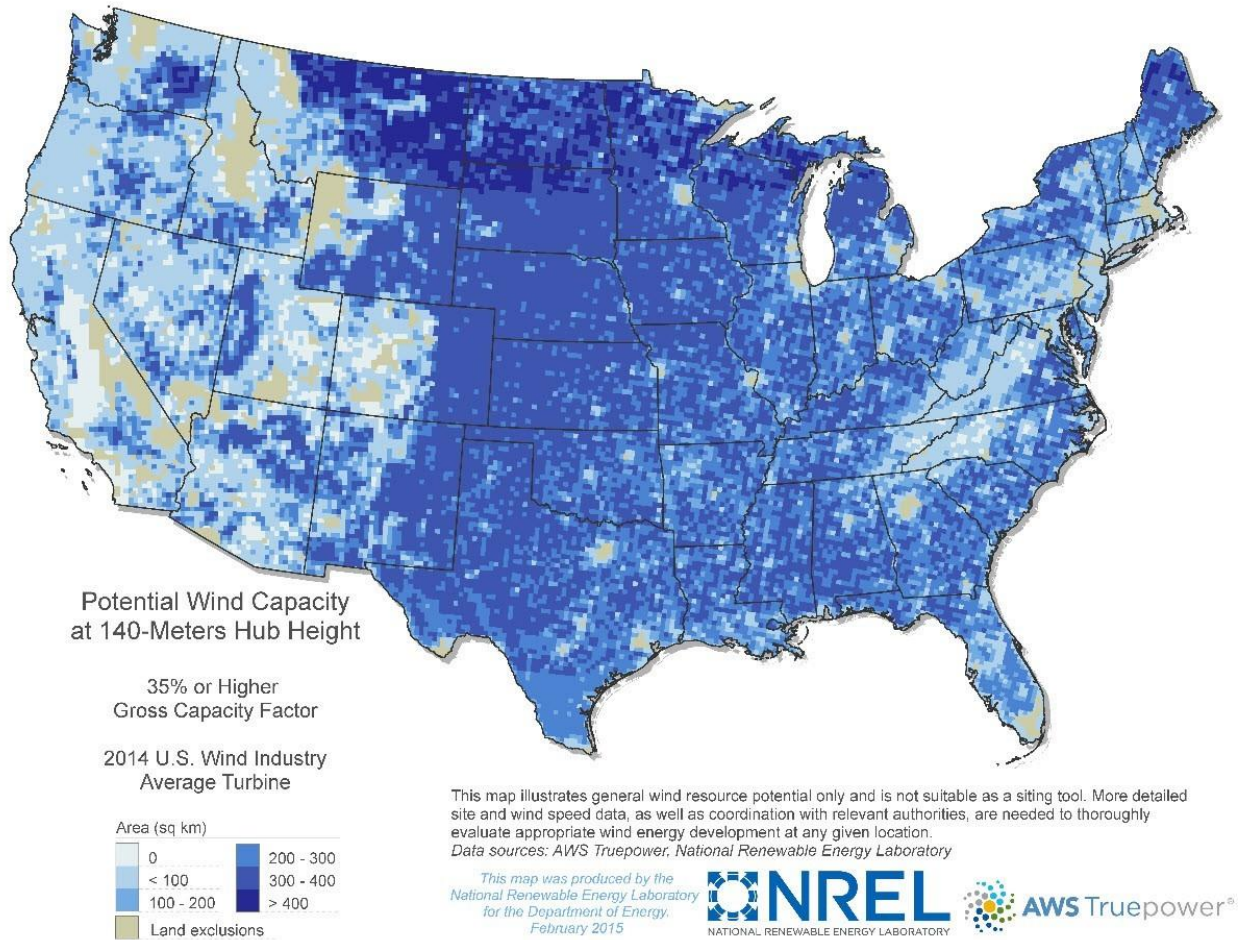 Potential Wind Capacity
at 140-Meters Hub Height
35% or Higher
Gross Capacity Factor
2014 U.S. Wind Industry
Average Turbine
Area (sq km)
0
< 100
100 - 200
200 - 300
300 - 400
> 400
Land exclusions
This map illustrates general wind resource potential only and is not suitable as a siting tool. More detailed
site and wind speed data, as well as coordination with relevant authorities, are needed to thoroughly
evaluate appropriate wind energy development at any given location.
Data sources: AWS Truepower, National Renewable Energy Laboratory
This map was produced by the
National Renewable Energy Laboratory
for the Department of Energy.
February 2015
NREL
NATIONAL RENEWABLE ENERGY LABORATORY
AWS Truepower®